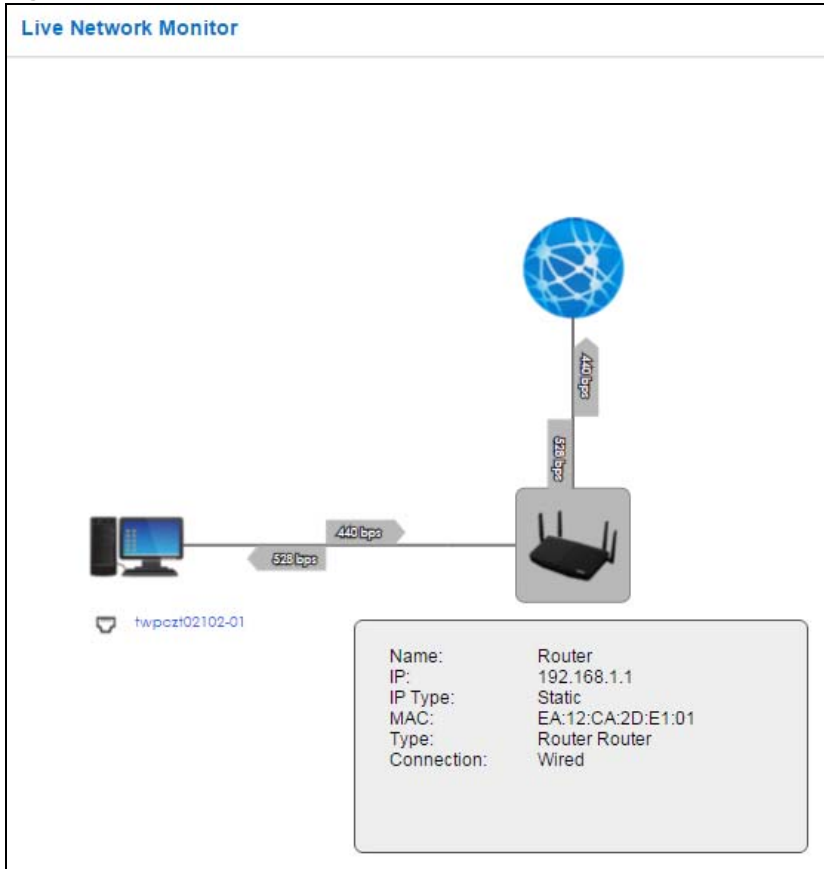 Live Network Monitor
440 bps
528 bps
440 bps
528 bps
twpczt02102-01
Name: Router
IP: 192.168.1.1
IP Type: Static
MAC: EA:12:CA:2D:E1:01
Type: Router Router
Connection: Wired